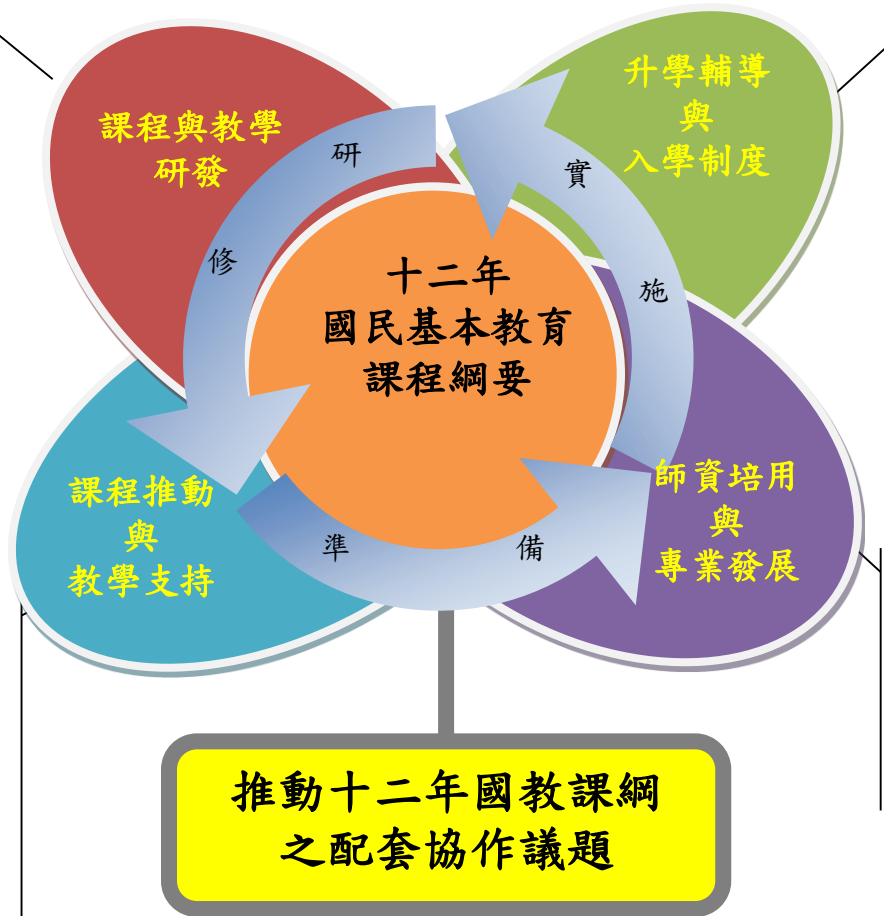 課程與教學
研發
升學輔導
與
入學制度
研
修
實
施
十二年
國民基本教育
課程綱要
課程推動
與
教學支持
準
備
師資培用
與
專業發展
推動十二年國教課綱
之配套協作議題